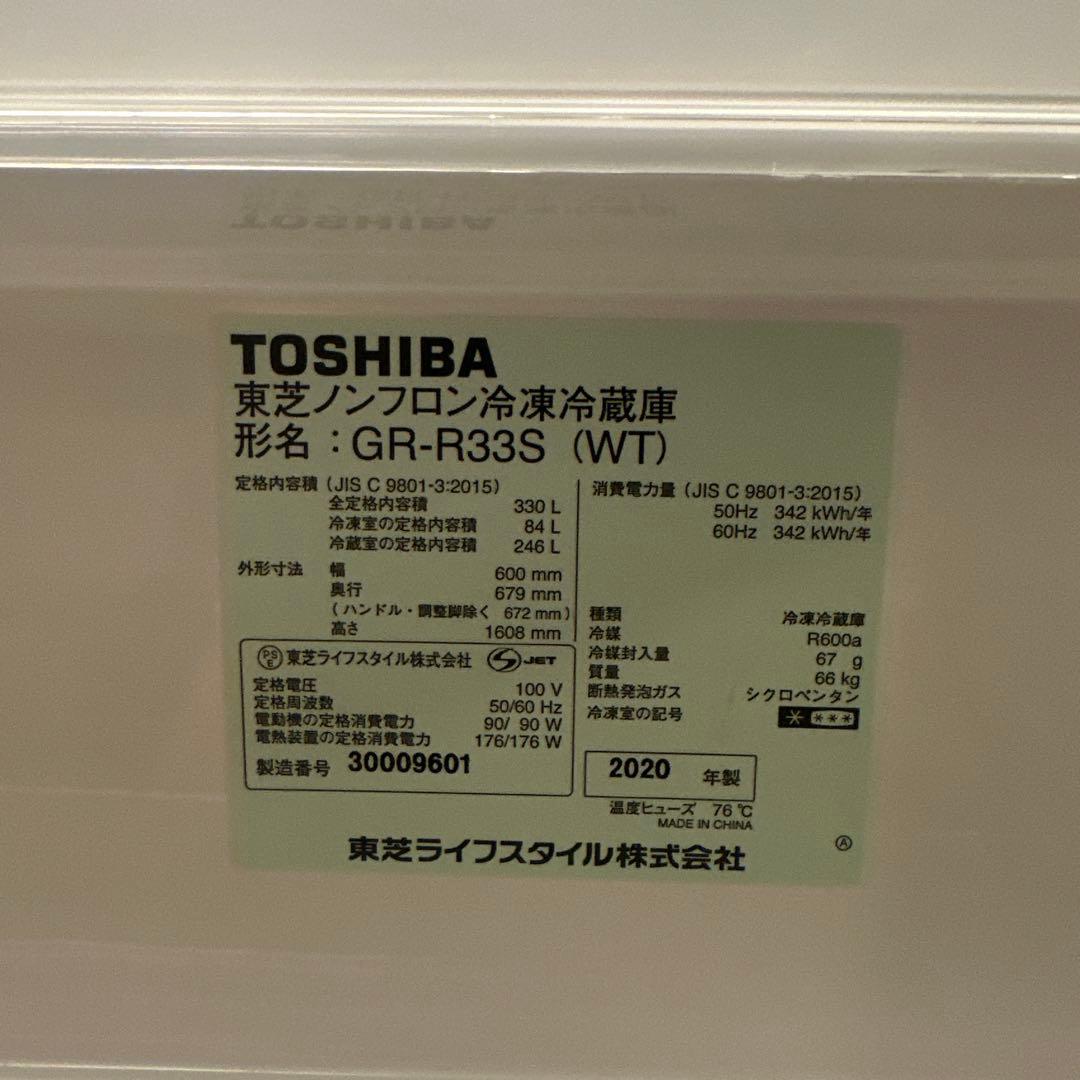 TOSHIBA
東芝ノンフロン冷凍冷蔵庫
形名：GR-R33S (WT)
定格内容積 (JIS C 9801-3:2015)
全定格内容積 330 L
冷凍室の定格内容積 84 L
冷蔵室の定格内容積 246 L
外形寸法 幅 600 mm
奥行 679 mm
(ハンドル・調整脚除く 672 mm)
高さ 1608 mm
PSE 東芝ライフスタイル株式会社 S JET
定格電圧 100 V
定格周波数 50/60 Hz
電動機の定格消費電力 90/ 90 W
電熱装置の定格消費電力 176/176 W
製造番号 30009601
消費電力量 (JIS C 9801-3:2015)
50Hz 342 kWh/年
60Hz 342 kWh/年
種類 冷凍冷蔵庫
冷媒 R600a
冷媒封入量 67 g
質量 66 kg
断熱発泡ガス シクロペンタン
冷凍室の記号 * ***
2020 年製
温度ヒューズ 76℃
MADE IN CHINA
東芝ライフスタイル株式会社
Ⓐ